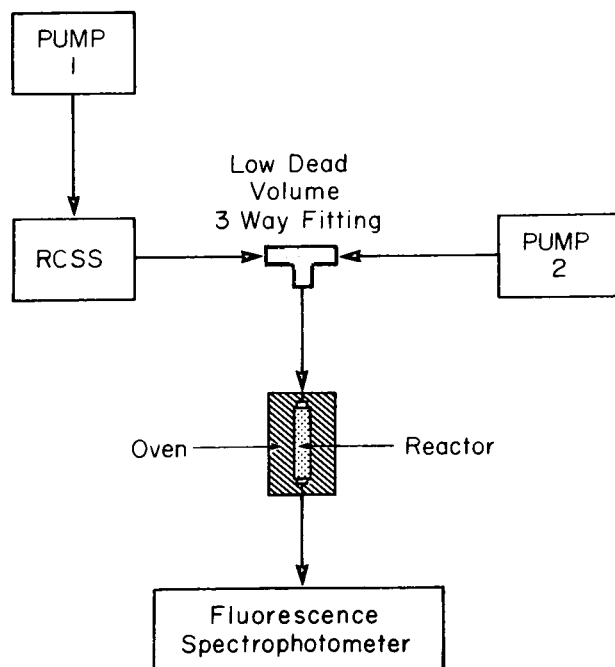 PUMP
1
Low Dead
Volume
3 Way Fitting
RCSS
PUMP
2
Oven
Reactor
Fluorescence
Spectrophotometer